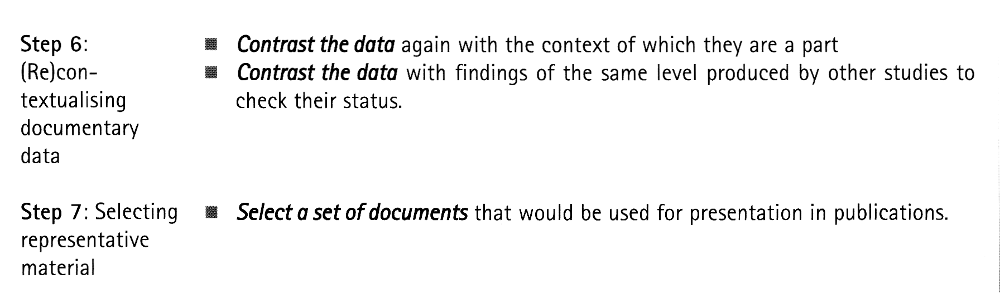 Step 6:
(Re)con-
textualising
documentary
data
■ Contrast the data again with the context of which they are a part
■ Contrast the data with findings of the same level produced by other studies to
check their status.
Step 7: Selecting
representative
material
■ Select a set of documents that would be used for presentation in publications.